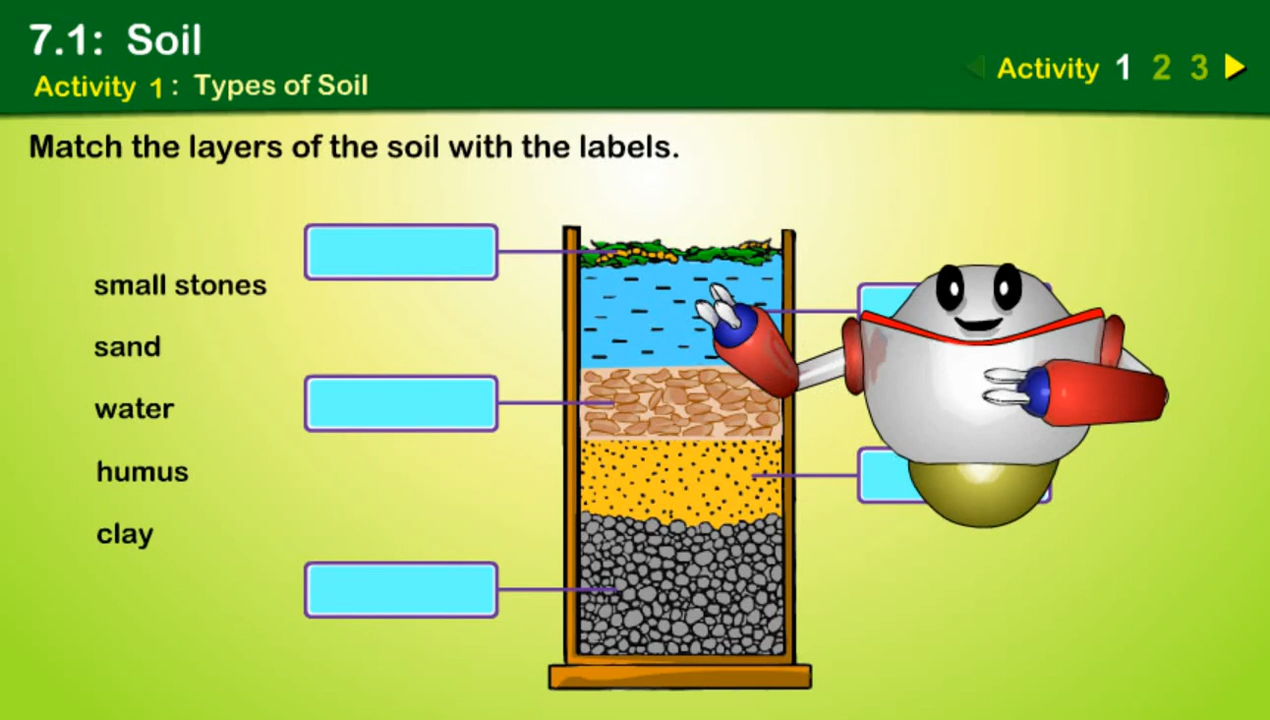 7.1: Soil
Activity 1: Types of Soil
Activity 1 2 3
Match the layers of the soil with the labels.
small stones
sand
water
humus
clay